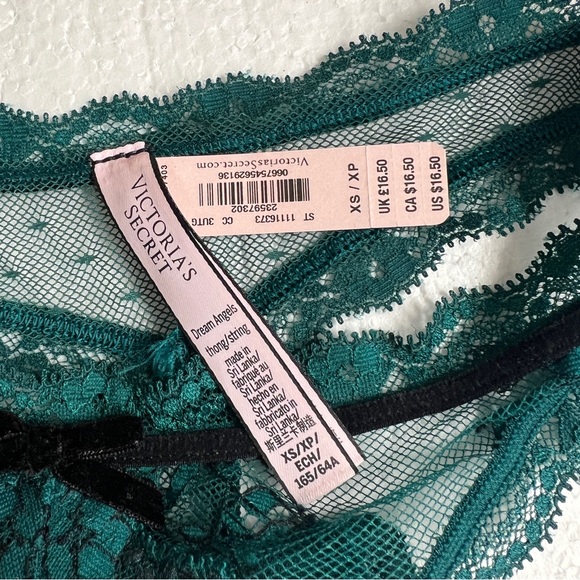 VICTORIA'S
SECRET
Dream Angels
thong/string
made in
Sri Lanka/
fabriqué au
Sri Lanka/
hecho en
Sri Lanka/
fabricado in
Sri Lanka/
斯里兰卡制造
XS/XP/
ECH/
165/64A
403
VictoriasSecret.com
0667545629136
23597302
ST 11116373 CC 3UTG
XS / XP
UK £16.50
CA $16.50
US $16.50